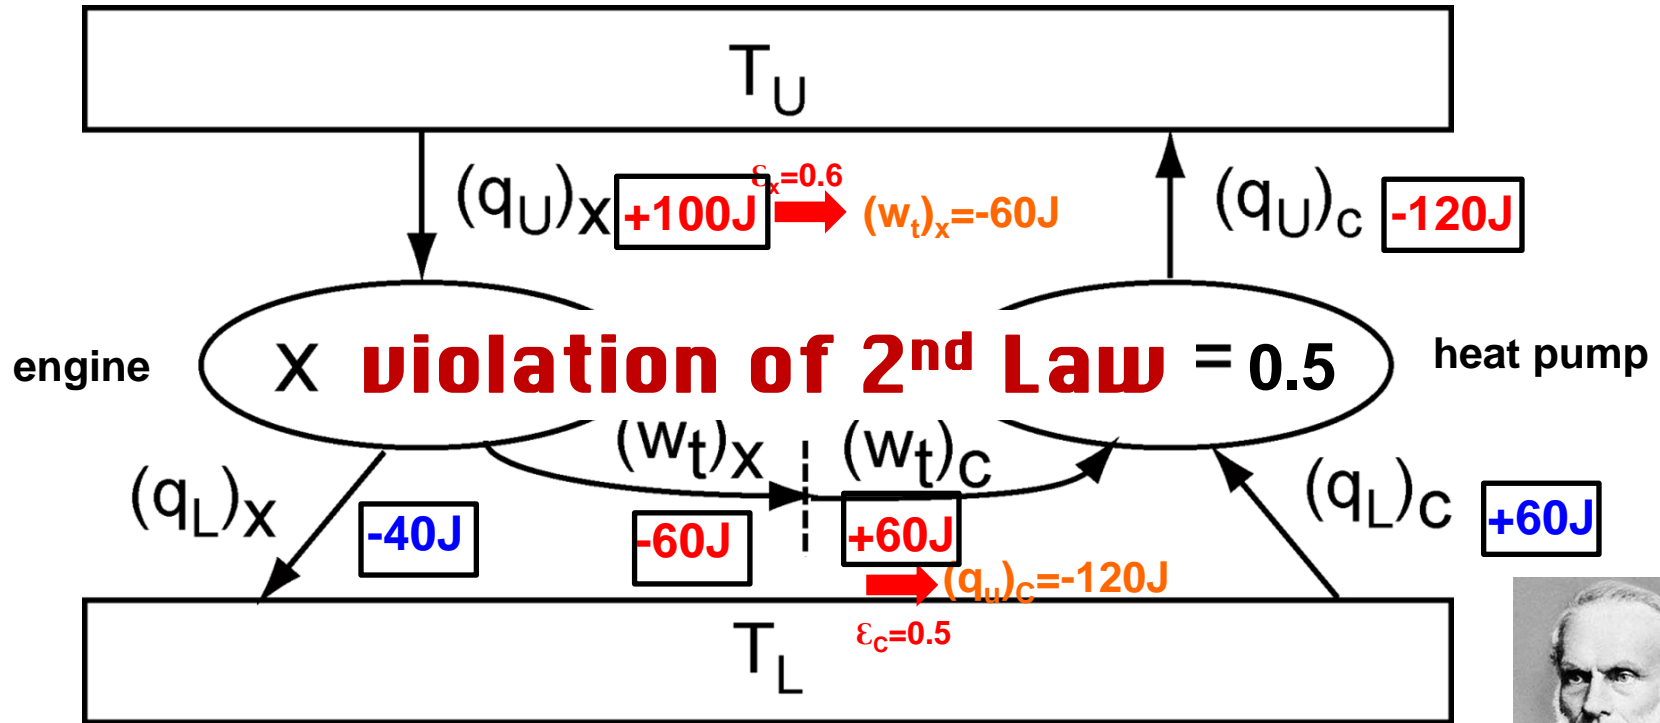 T_U
(q_U)_X +100J ε_x=0.6 (w_t)_x=-60J (q_U)_c -120J
engine X violation of 2nd Law = 0.5 heat pump
(q_L)_X -40J (w_t)_X -60J (w_t)_C +60J (q_L)_C +60J
(q_u)_C=-120J
ε_C=0.5
T_L